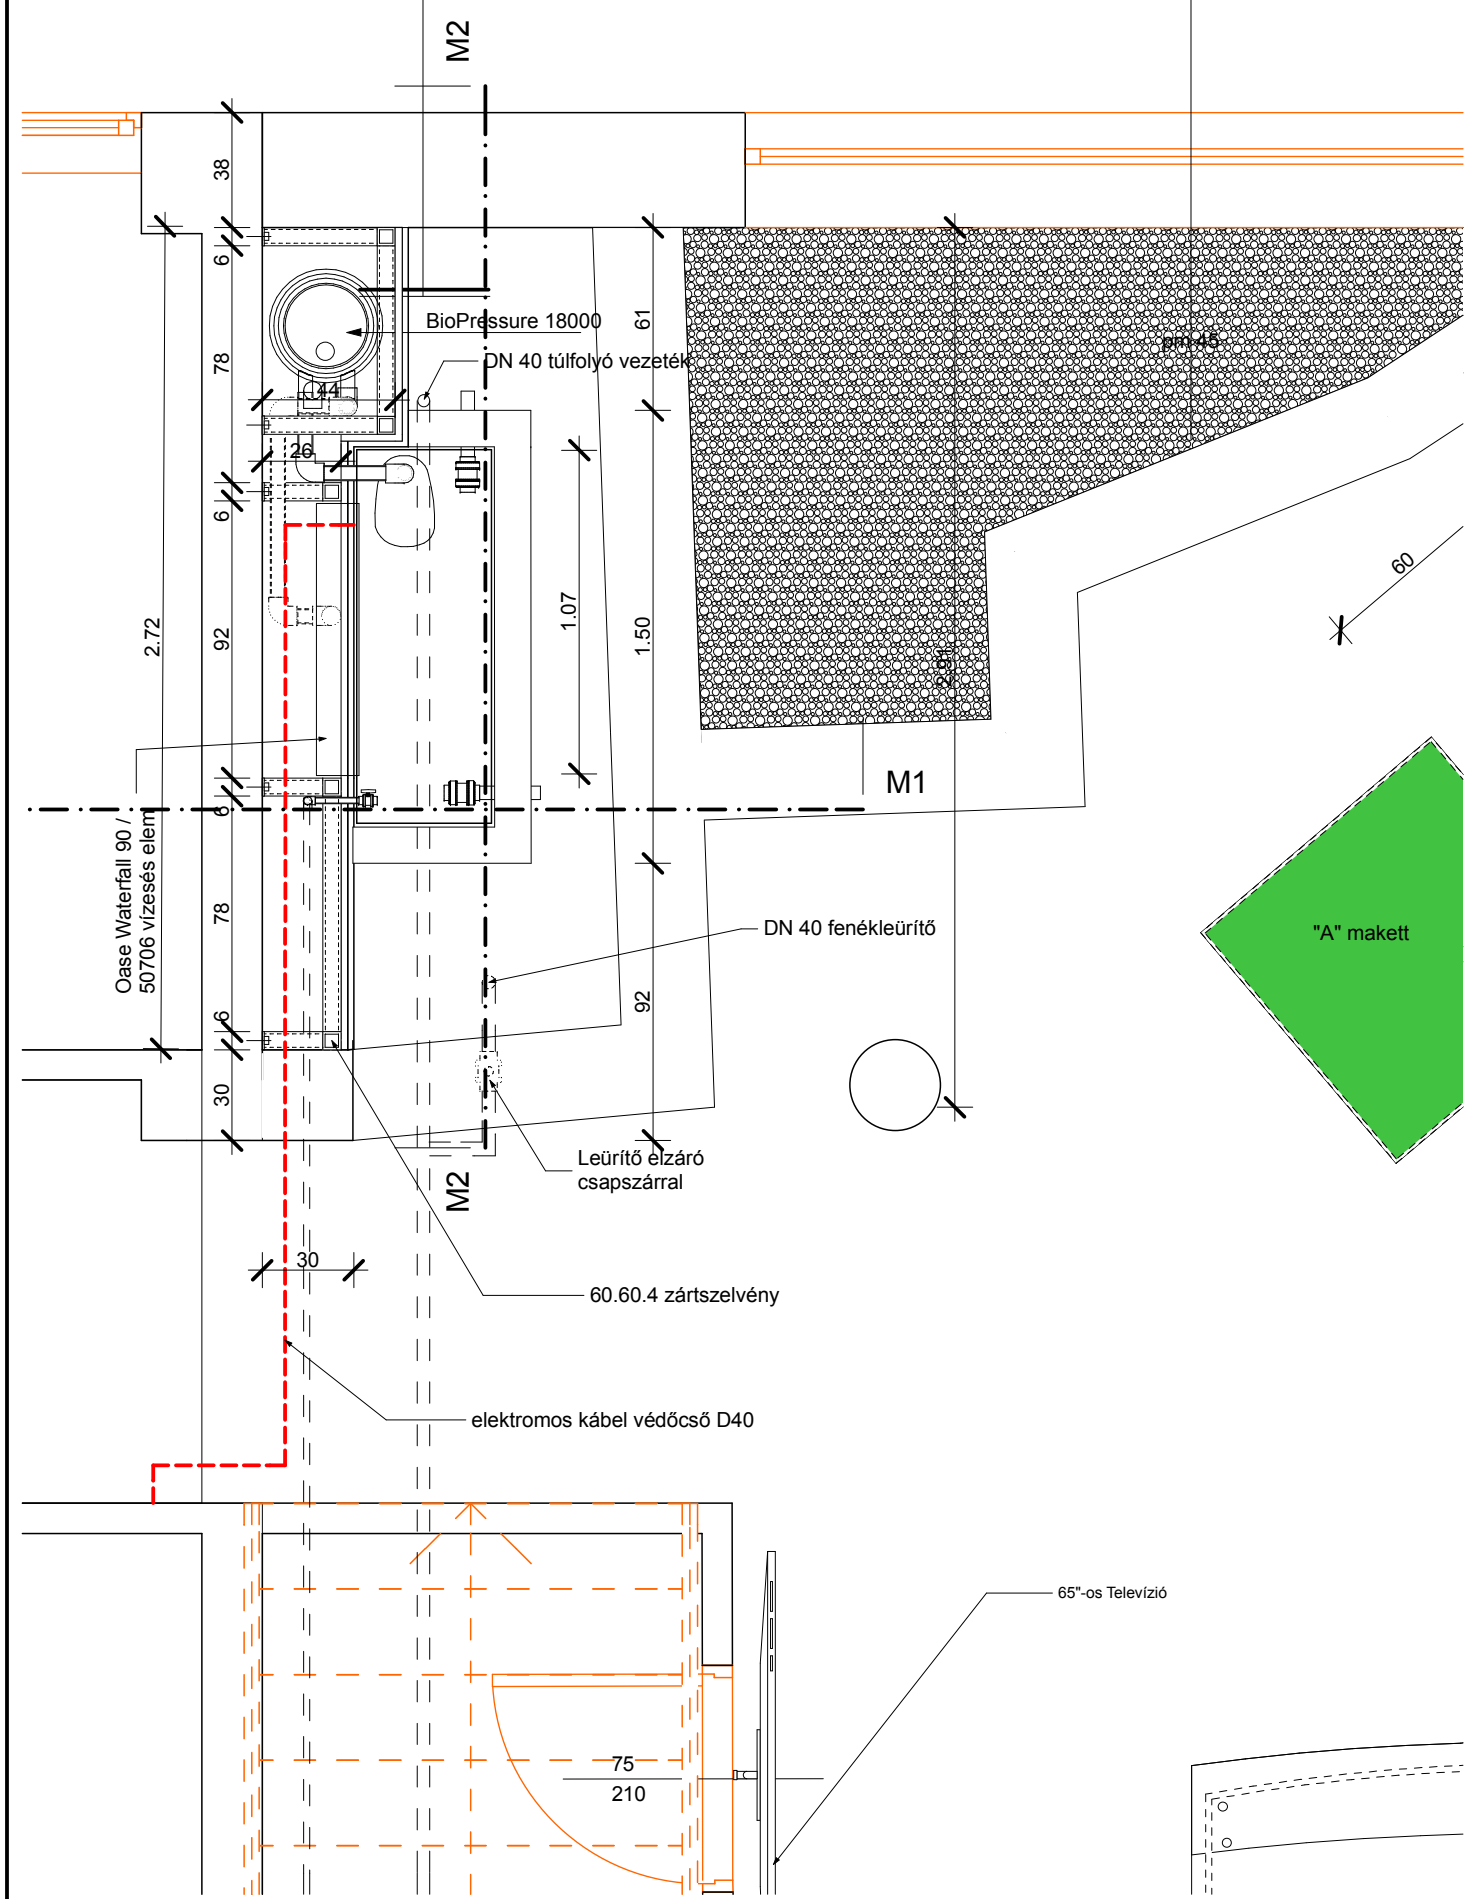 M2
38
6
78
61
BioPressure 18000
DN 40 túlfolyó vezeték
pm 45
44
26
6
60
2.72
92
1.07
1.50
2.91
M1
6
Oase Waterfall 90 /
50706 vízesés elem
78
DN 40 fenékleürítő
"A" makett
92
6
30
Leürítő elzáró
csapszárral
M2
30
60.60.4 zártszelvény
elektromos kábel védőcső D40
65"-os Televízió
75
210